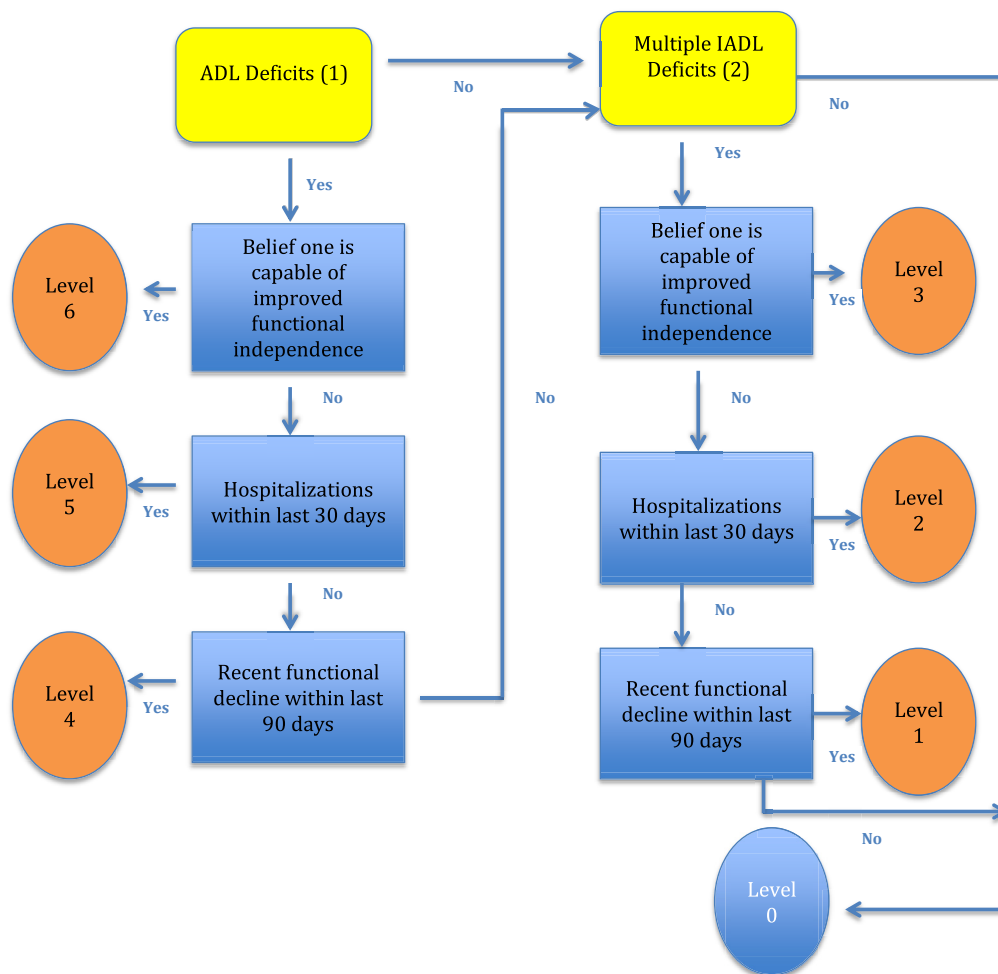 ADL Deficits (1)
No
Multiple IADL
Deficits (2)
No
Yes
Yes
Belief one is
capable of
improved
functional
independence
Level
6
Yes
Belief one is
capable of
improved
functional
independence
Level
3
Yes
No
No
No
Hospitalizations
within last 30 days
Level
5
Yes
Hospitalizations
within last 30 days
Level
2
Yes
No
No
Recent functional
decline within last
90 days
Level
4
Yes
Recent functional
decline within last
90 days
Level
1
Yes
No
Level
0